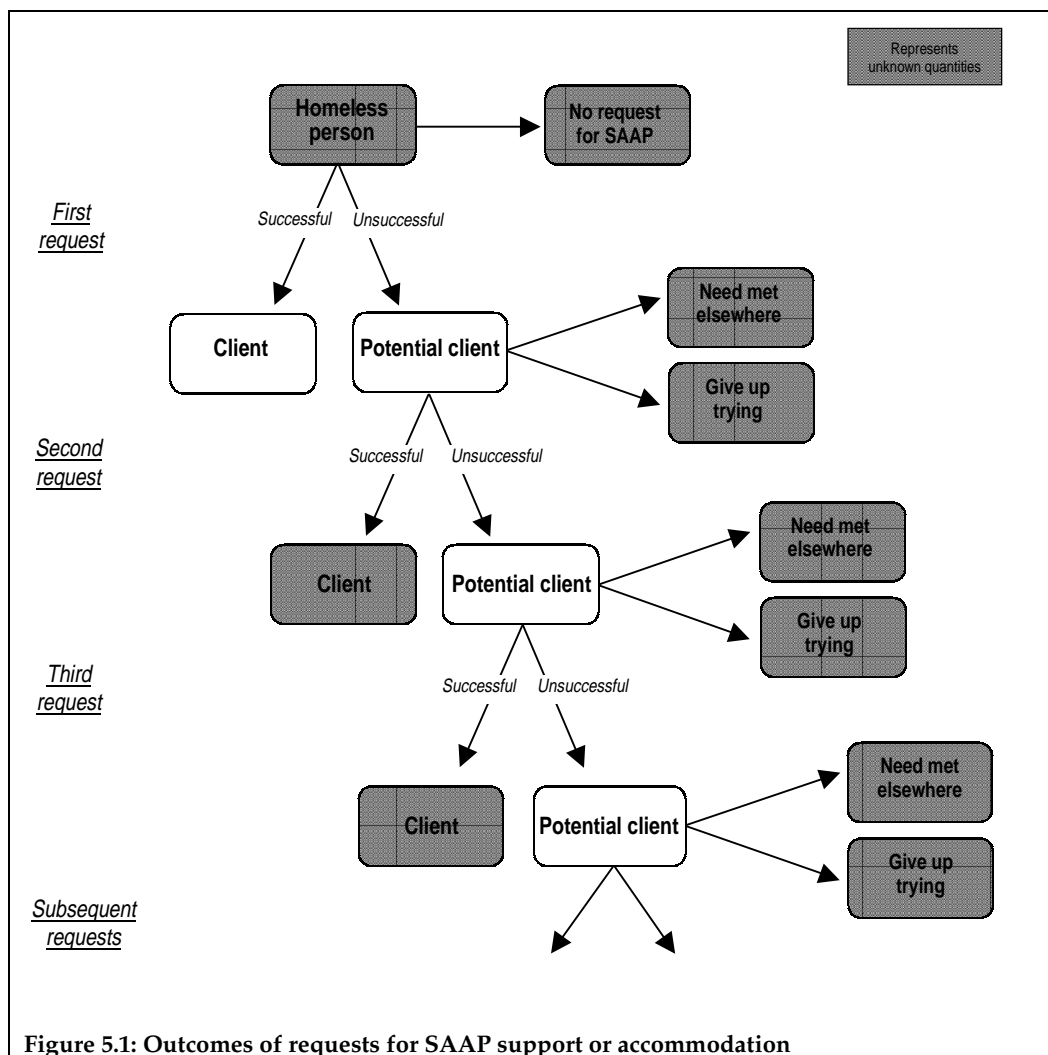 Represents
unknown quantities
Homeless
person
No request
for SAAP
First
request
Successful
Unsuccessful
Client
Potential client
Need met
elsewhere
Give up
trying
Second
request
Successful
Unsuccessful
Client
Potential client
Need met
elsewhere
Give up
trying
Third
request
Successful
Unsuccessful
Client
Potential client
Need met
elsewhere
Give up
trying
Subsequent
requests
Figure 5.1: Outcomes of requests for SAAP support or accommodation